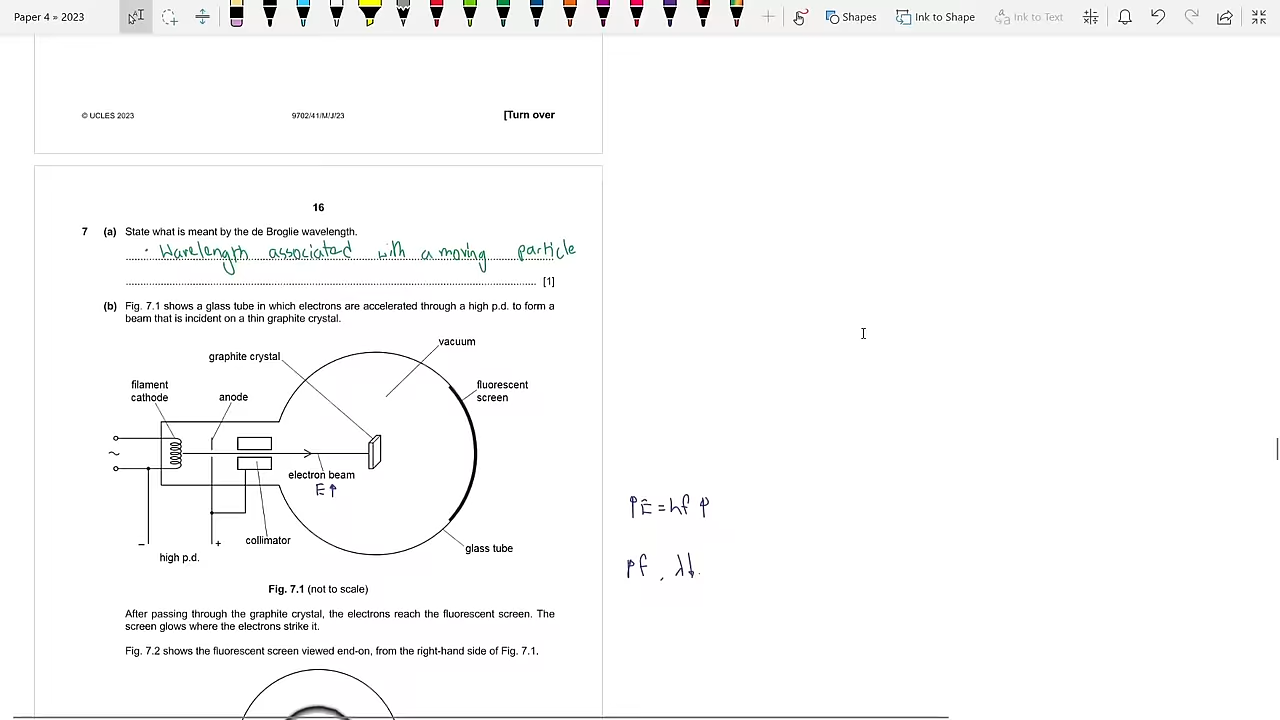 Paper 4 » 2023
Shapes
Ink to Shape
Ink to Text
© UCLES 2023
9702/41/M/J/23
[Turn over
16
7 (a) State what is meant by the de Broglie wavelength.
· Wavelength associated with a moving particle
[1]
(b) Fig. 7.1 shows a glass tube in which electrons are accelerated through a high p.d. to form a
beam that is incident on a thin graphite crystal.
vacuum
graphite crystal
filament
cathode
anode
fluorescent
screen
~
electron beam
E↑
– +
high p.d.
collimator
glass tube
↑E = hf ↑
↑f , λ↓.
Fig. 7.1 (not to scale)
After passing through the graphite crystal, the electrons reach the fluorescent screen. The
screen glows where the electrons strike it.
Fig. 7.2 shows the fluorescent screen viewed end-on, from the right-hand side of Fig. 7.1.